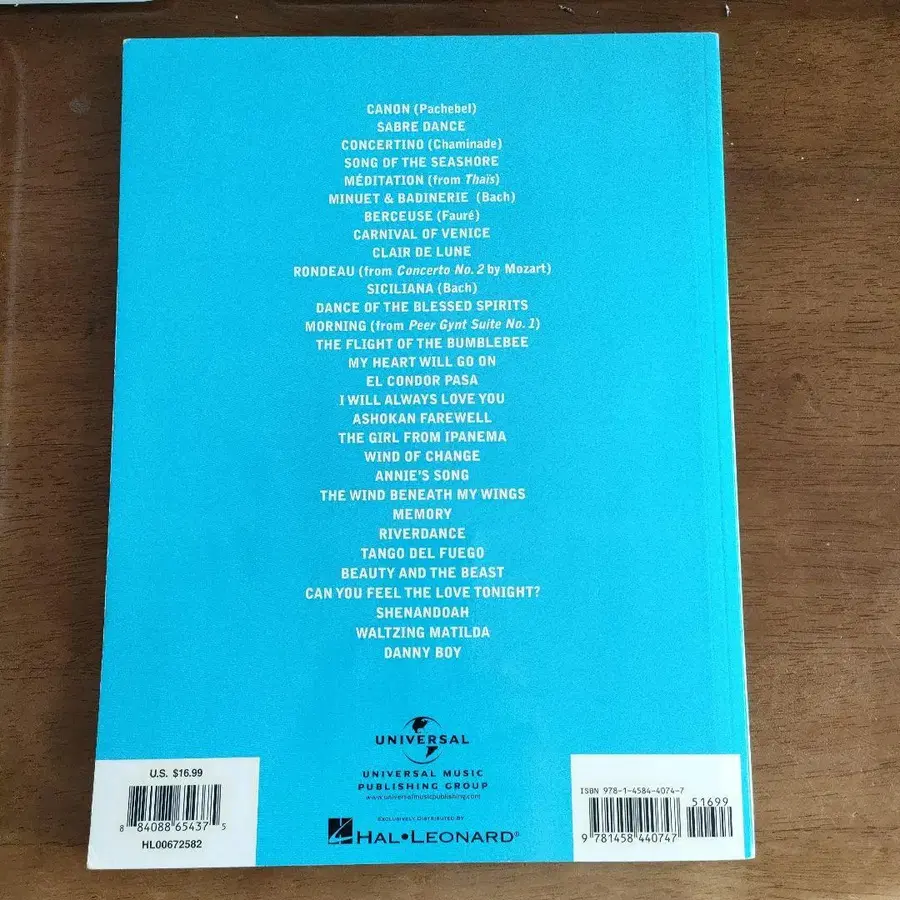 CANON (Pachebel)
SABRE DANCE
CONCERTINO (Chaminade)
SONG OF THE SEASHORE
MÉDITATION (from Thaïs)
MINUET & BADINERIE (Bach)
BERCEUSE (Fauré)
CARNIVAL OF VENICE
CLAIR DE LUNE
RONDEAU (from Concerto No. 2 by Mozart)
SICILIANA (Bach)
DANCE OF THE BLESSED SPIRITS
MORNING (from Peer Gynt Suite No. 1)
THE FLIGHT OF THE BUMBLEBEE
MY HEART WILL GO ON
EL CONDOR PASA
I WILL ALWAYS LOVE YOU
ASHOKAN FAREWELL
THE GIRL FROM IPANEMA
WIND OF CHANGE
ANNIE'S SONG
THE WIND BENEATH MY WINGS
MEMORY
RIVERDANCE
TANGO DEL FUEGO
BEAUTY AND THE BEAST
CAN YOU FEEL THE LOVE TONIGHT?
SHENANDOAH
WALTZING MATILDA
DANNY BOY
UNIVERSAL
UNIVERSAL MUSIC
PUBLISHING GROUP
www.universalmusicpublishing.com
EXCLUSIVELY DISTRIBUTED BY
HAL•LEONARD®
U.S. $16.99
8 84088 65437 5
HL00672582
ISBN 978-1-4584-4074-7
51699
9 781458 440747